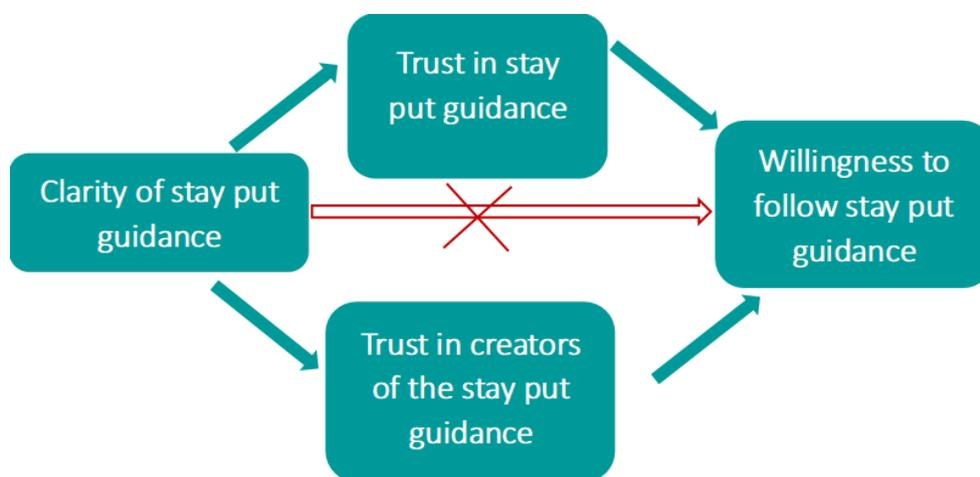 Trust in stay
put guidance
Clarity of stay put
guidance
Willingness to
follow stay put
guidance
Trust in creators
of the stay put
guidance